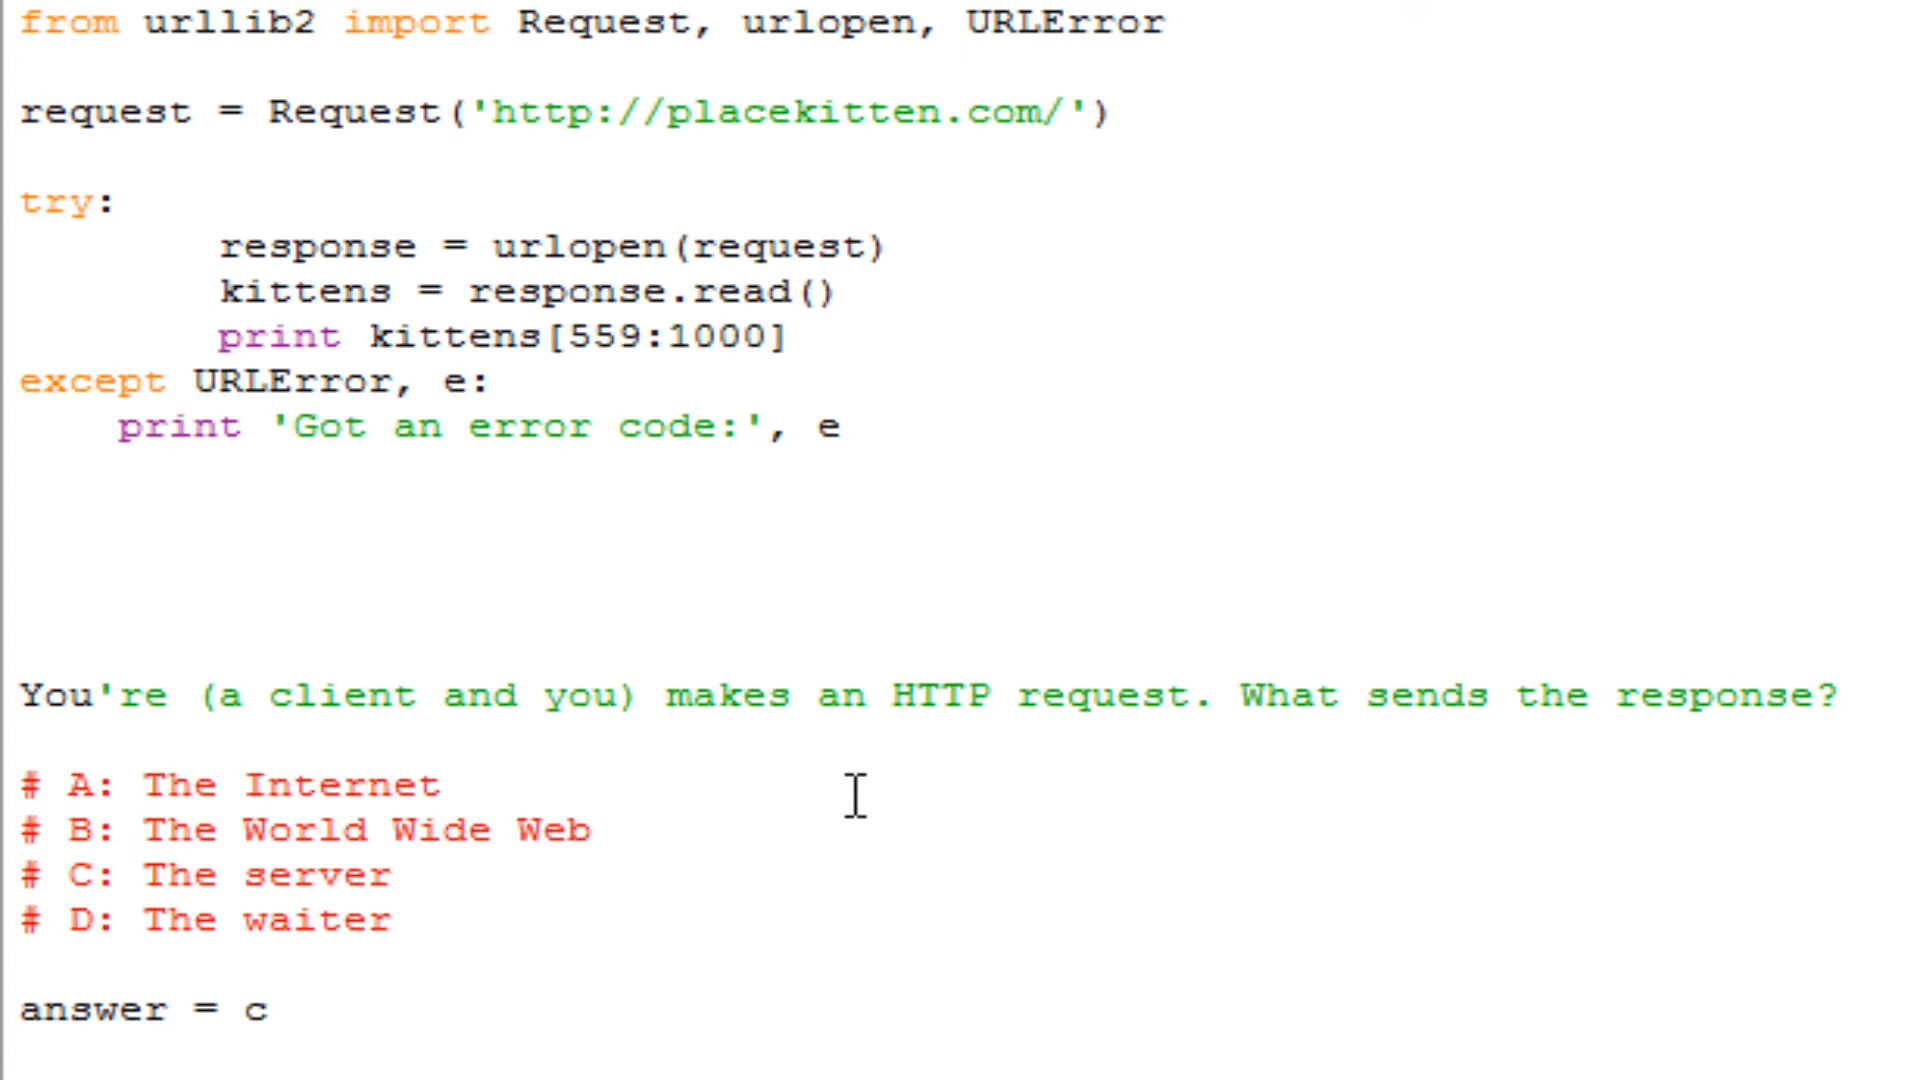 from urllib2 import Request, urlopen, URLError
request = Request('http://placekitten.com/')
try:
response = urlopen(request)
kittens = response.read()
print kittens[559:1000]
except URLError, e:
print 'Got an error code:', e
You're (a client and you) makes an HTTP request. What sends the response?
# A: The Internet
# B: The World Wide Web
# C: The server
# D: The waiter
answer = c